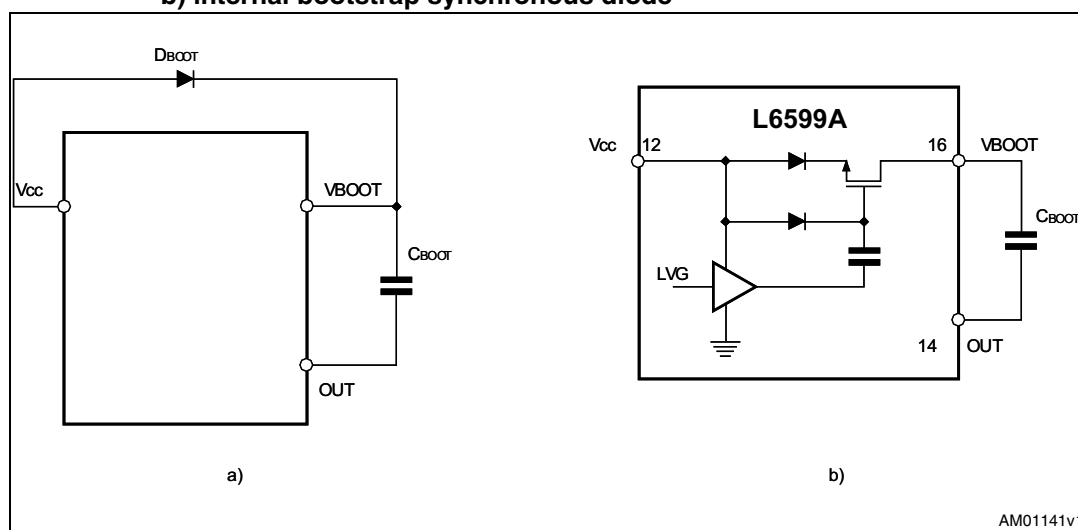 b) Internal bootstrap synchronous diode
DBOOT
Vcc
VBOOT
CBOOT
OUT
a)
L6599A
Vcc
12
16
VBOOT
CBOOT
LVG
14
OUT
b)
AM01141v1